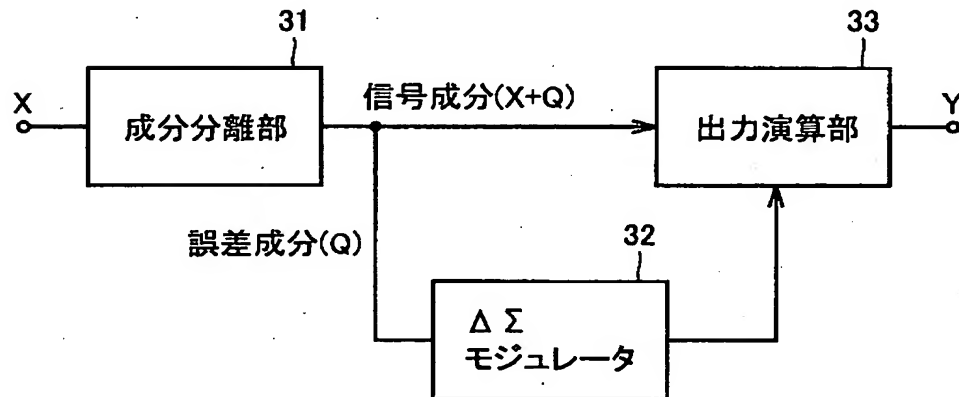 31
33
X
成分分離部
信号成分(X+Q)
出力演算部
Y
誤差成分(Q)
32
ΔΣ
モジュレータ